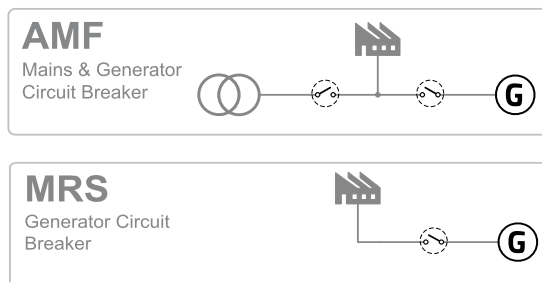 AMF
Mains & Generator
Circuit Breaker
G
MRS
Generator Circuit
Breaker
G